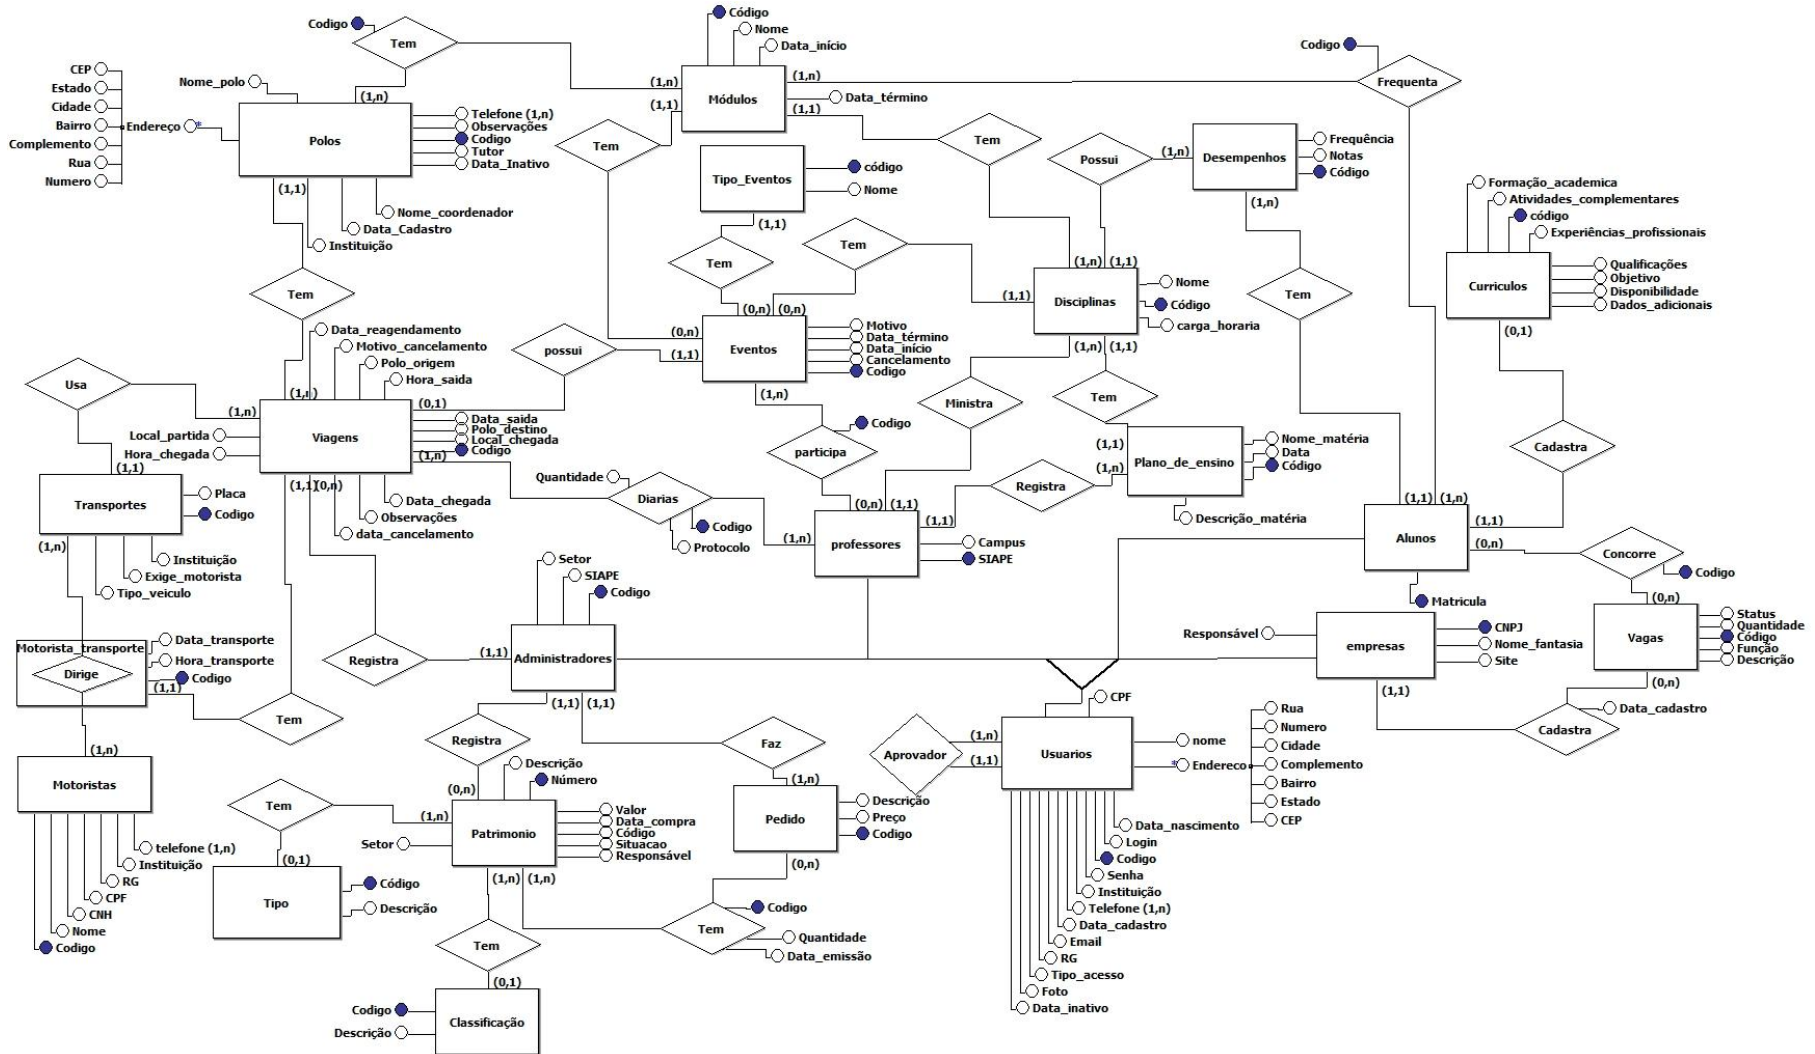 Codigo
Tem
Código
Nome
Data_início
Codigo
CEP
Estado
Cidade
Bairro
Complemento
Rua
Numero
Endereço
*
Nome_polo
(1,n)
Polos
Telefone (1,n)
Observações
Codigo
Tutor
Data_Inativo
(1,1)
Nome_coordenador
Data_Cadastro
Instituição
(1,n)
(1,1)
Módulos
(1,n)
Data_término
(1,1)
Frequenta
Tem
Tem
Possui
(1,n)
Desempenhos
Frequência
Notas
Código
(1,n)
Tipo_Eventos
código
Nome
(1,1)
Formação_academica
Atividades_complementares
código
Experiências_profissionais
Curriculos
Qualificações
Objetivo
Disponibilidade
Dados_adicionais
(0,1)
Tem
Tem
Tem
Tem
(1,n)
(1,1)
(1,1)
Disciplinas
Nome
Código
carga_horaria
(1,n)
(1,1)
(0,n)
(0,n)
(0,n)
(1,1)
Eventos
Motivo
Data_término
Data_início
Cancelamento
Codigo
(1,n)
possui
Data_reagendamento
Motivo_cancelamento
Polo_origem
Hora_saida
Usa
(1,n)
(1,n)
(0,1)
Viagens
Local_partida
Hora_chegada
Data_saida
Polo_destino
Local_chegada
Codigo
(1,n)
(1,1)
(0,n)
Data_chegada
Observações
data_cancelamento
Ministra
Tem
Codigo
participa
(1,1)
(1,n)
Plano_de_ensino
Nome_matéria
Data
Código
Descrição_matéria
Cadastra
Registra
Quantidade
Diarias
Codigo
Protocolo
(1,n)
(0,n)
(1,1)
(1,1)
professores
Campus
SIAPE
(1,1)
(1,n)
(1,1)
(0,n)
Alunos
Matricula
Concorre
Codigo
(1,1)
Transportes
Placa
Codigo
(1,n)
Instituição
Exige_motorista
Tipo_veiculo
Setor
SIAPE
Codigo
(1,1)
Administradores
(1,1)
(1,1)
Registra
Motorista_transporte
Dirige
Data_transporte
Hora_transporte
Codigo
(1,1)
Tem
(1,n)
Motoristas
telefone (1,n)
Instituição
RG
CPF
CNH
Nome
Codigo
Responsável
empresas
CNPJ
Nome_fantasia
Site
(1,1)
(0,n)
Vagas
Status
Quantidade
Código
Função
Descrição
(0,n)
Data_cadastro
Cadastra
Registra
Faz
Aprovador
(1,n)
(1,1)
CPF
Usuarios
nome
*
Endereco
Rua
Numero
Cidade
Complemento
Bairro
Estado
CEP
Data_nascimento
Login
Codigo
Senha
Instituição
Telefone (1,n)
Data_cadastro
Email
RG
Tipo_acesso
Foto
Data_inativo
Descrição
Número
(0,n)
(1,n)
Patrimonio
Setor
Valor
Data_compra
Código
Situacao
Responsável
(1,n)
(1,n)
(1,n)
Pedido
Descrição
Preço
Codigo
(0,n)
Tem
(0,1)
Tipo
Código
Descrição
Codigo
Tem
Quantidade
Data_emissão
Tem
(0,1)
Classificação
Codigo
Descrição